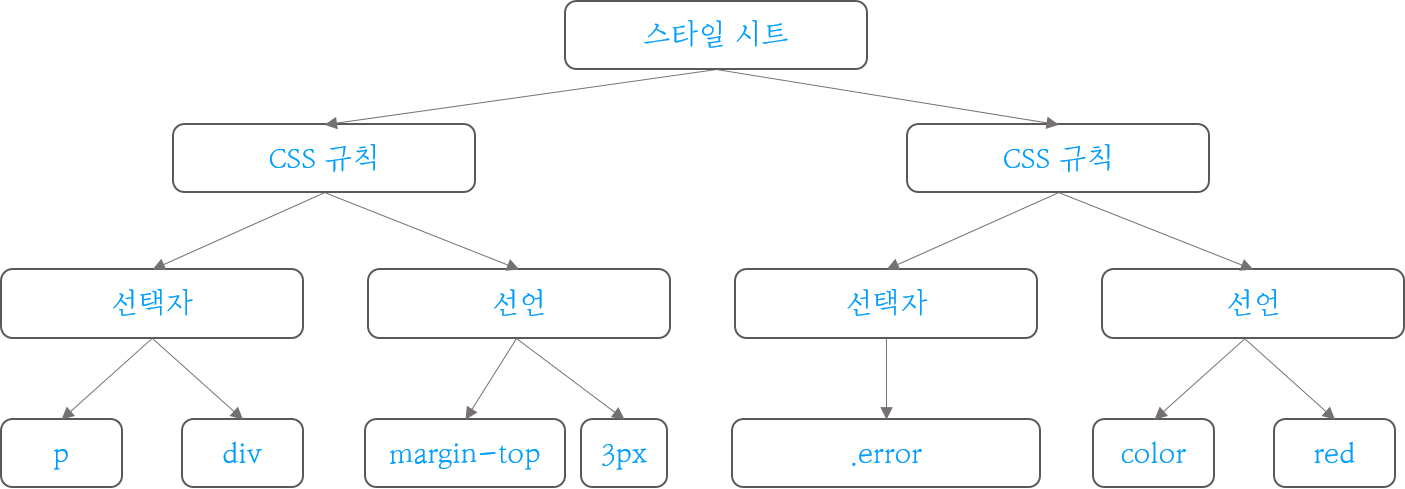 스타일 시트
CSS 규칙
CSS 규칙
선택자
선언
선택자
선언
p
div
margin-top
3px
.error
color
red